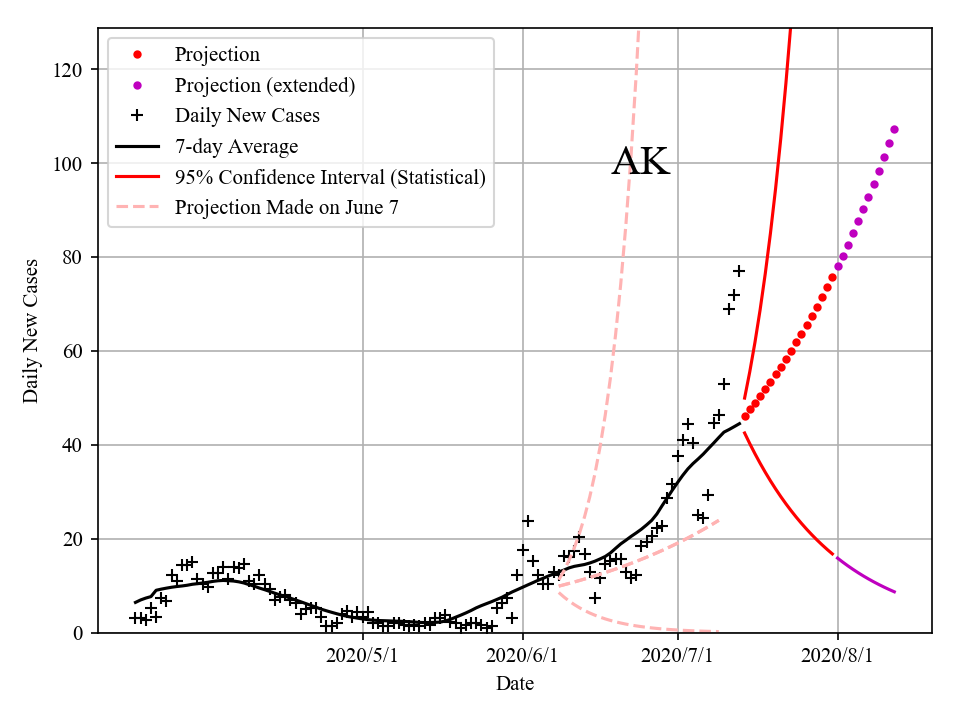 Projection
Projection (extended)
Daily New Cases
7-day Average
95% Confidence Interval (Statistical)
Projection Made on June 7
AK
120
100
80
60
40
20
0
Daily New Cases
2020/5/1
2020/6/1
2020/7/1
2020/8/1
Date